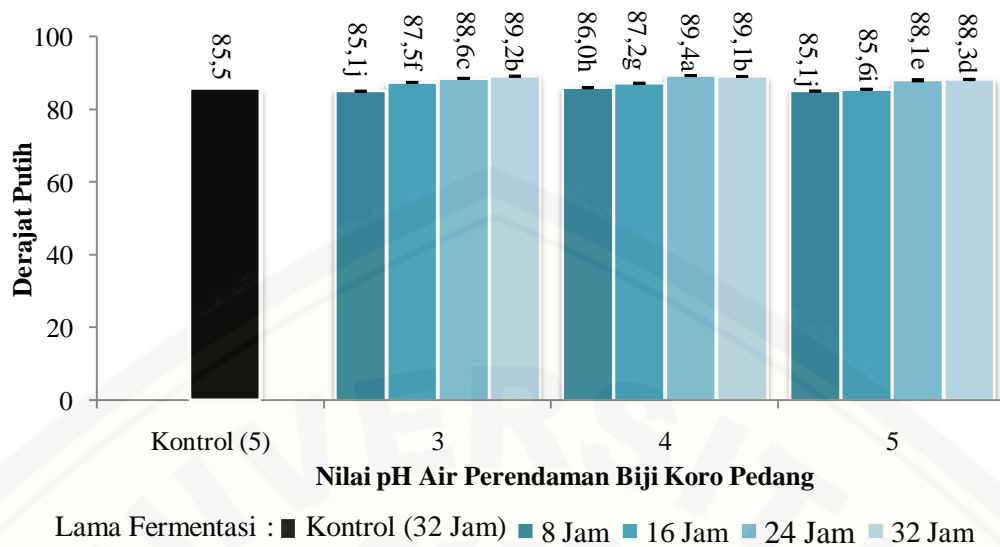 100
80
60
40
20
0
Derajat Putih
85,5
85,1j
87,5f
88,6c
89,2b
86,0h
87,2g
89,4a
89,1b
85,1j
85,6i
88,1e
88,3d
Kontrol (5)
3
4
5
Nilai pH Air Perendaman Biji Koro Pedang
Lama Fermentasi : Kontrol (32 Jam) 8 Jam 16 Jam 24 Jam 32 Jam
UNIVERSIT